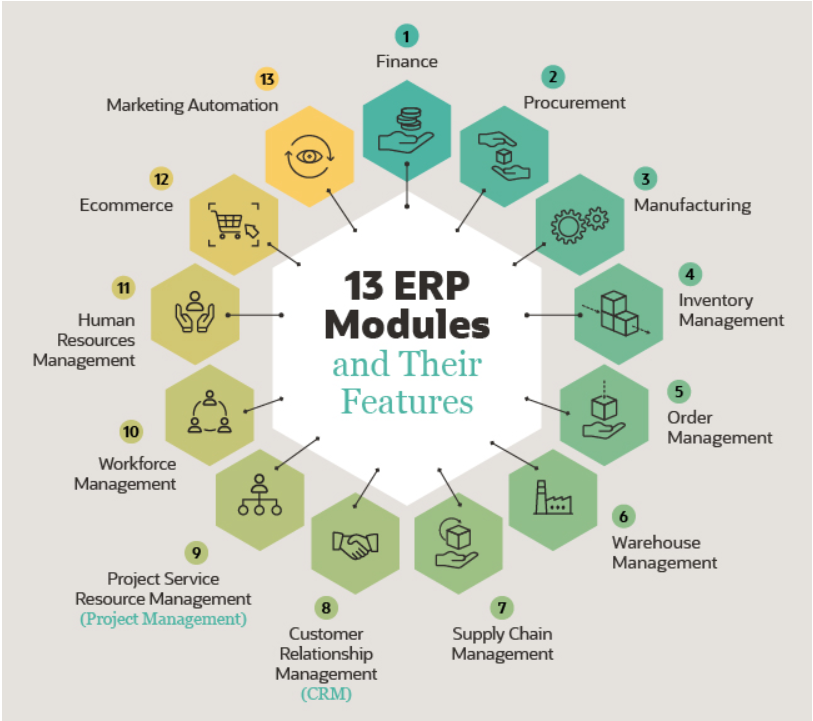 13 ERP
Modules
and Their
Features
1
Finance
2
Procurement
3
Manufacturing
4
Inventory
Management
5
Order
Management
6
Warehouse
Management
7
Supply Chain
Management
8
Customer
Relationship
Management
(CRM)
9
Project Service
Resource Management
(Project Management)
10
Workforce
Management
11
Human
Resources
Management
12
Ecommerce
13
Marketing Automation